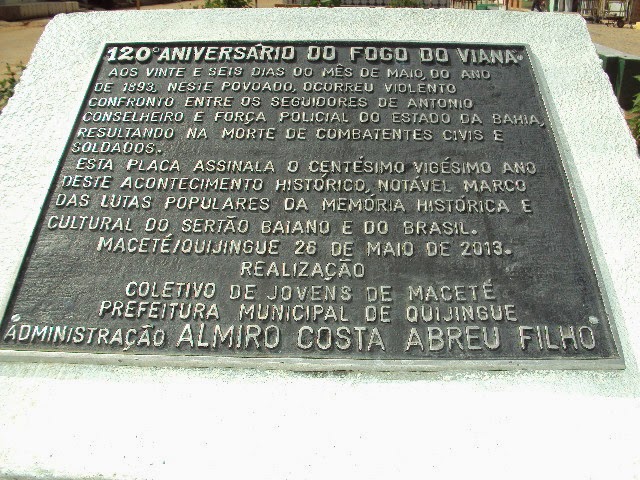 120° ANIVERSÁRIO DO FOGO DO VIANA
AOS VINTE E SEIS DIAS DO MÊS DE MAIO, DO ANO
DE 1893, NESTE POVOADO, OCORREU VIOLENTO
CONFRONTO ENTRE OS SEGUIDORES DE ANTONIO
CONSELHEIRO E FORÇA POLICIAL DO ESTADO DA BAHIA,
RESULTANDO NA MORTE DE COMBATENTES CIVIS E
SOLDADOS.
ESTA PLACA ASSINALA O CENTÉSIMO VIGÉSIMO ANO
DESTE ACONTECIMENTO HISTÓRICO, NOTÁVEL MARCO
DAS LUTAS POPULARES DA MEMÓRIA HISTÓRICA E
CULTURAL DO SERTÃO BAIANO E DO BRASIL.
MACETÉ/QUIJINGUE 26 DE MAIO DE 2013.
REALIZAÇÃO
COLETIVO DE JOVENS DE MACETÉ
PREFEITURA MUNICIPAL DE QUIJINGUE
ADMINISTRAÇÃO ALMIRO COSTA ABREU FILHO